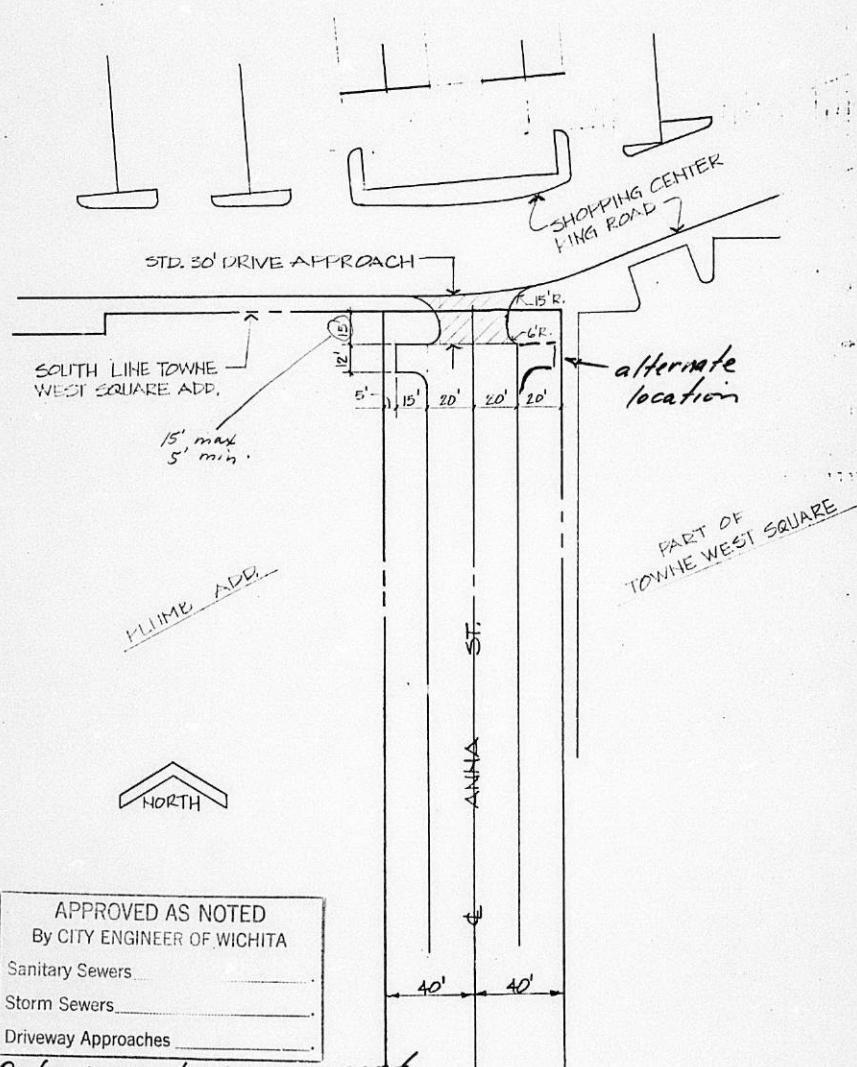 SHOPPING CENTER
RING ROAD
STD. 30' DRIVE APPROACH
15'R.
6'R.
15'
12'
SOUTH LINE TOWNE
WEST SQUARE ADD.
alternate
location
5' 15' 20' 20' 20'
15' max
5' min.
PART OF
TOWNE WEST SQUARE
PLUMB ADD.
ANNA ST.
NORTH
℄
40' 40'
APPROVED AS NOTED
By CITY ENGINEER OF WICHITA
Sanitary Sewers
Storm Sewers
Driveway Approaches